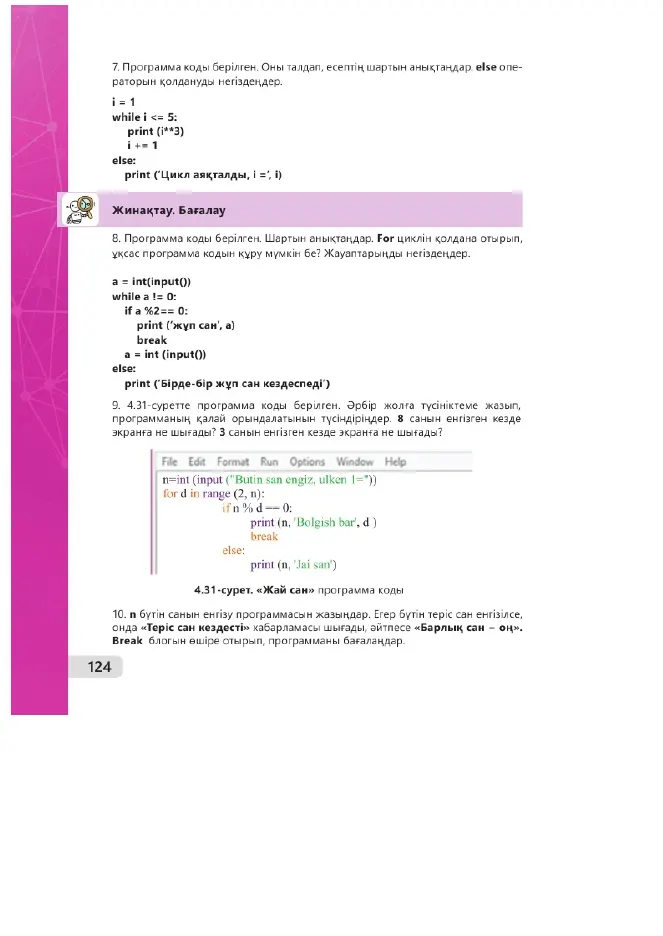 7. Программа коды берілген. Оны талдап, есептің шартын анықтаңдар. else опе-
раторын қолдануды негіздеңдер.
i = 1
while i <= 5:
print (i**3)
i += 1
else:
print (‘Цикл аяқталды, i =’, i)
Жинақтау. Бағалау
8. Программа коды берілген. Шартын анықтаңдар. For циклін қолдана отырып,
ұқсас программа кодын құру мүмкін бе? Жауаптарыңды негіздеңдер.
a = int(input())
while a != 0:
if a %2== 0:
print (‘жұп сан’, a)
break
a = int (input())
else:
print (‘Бірде-бір жұп сан кездеспеді’)
9. 4.31-суретте программа коды берілген. Әрбір жолға түсініктеме жазып,
программаның қалай орындалатынын түсіндіріңдер. 8 санын енгізген кезде
экранға не шығады? 3 санын енгізген кезде экранға не шығады?
File Edit Format Run Options Window Help
n=int (input ("Butin san engiz, ulken 1="))
for d in range (2, n):
if n % d == 0:
print (n, 'Bolgish bar', d )
break
else:
print (n, 'Jai san')
4.31-сурет. «Жай сан» программа коды
10. n бүтін санын енгізу программасын жазыңдар. Егер бүтін теріс сан енгізілсе,
онда «Теріс сан кездесті» хабарламасы шығады, әйтпесе «Барлық сан – оң».
Break блогын өшіре отырып, программаны бағалаңдар.
124